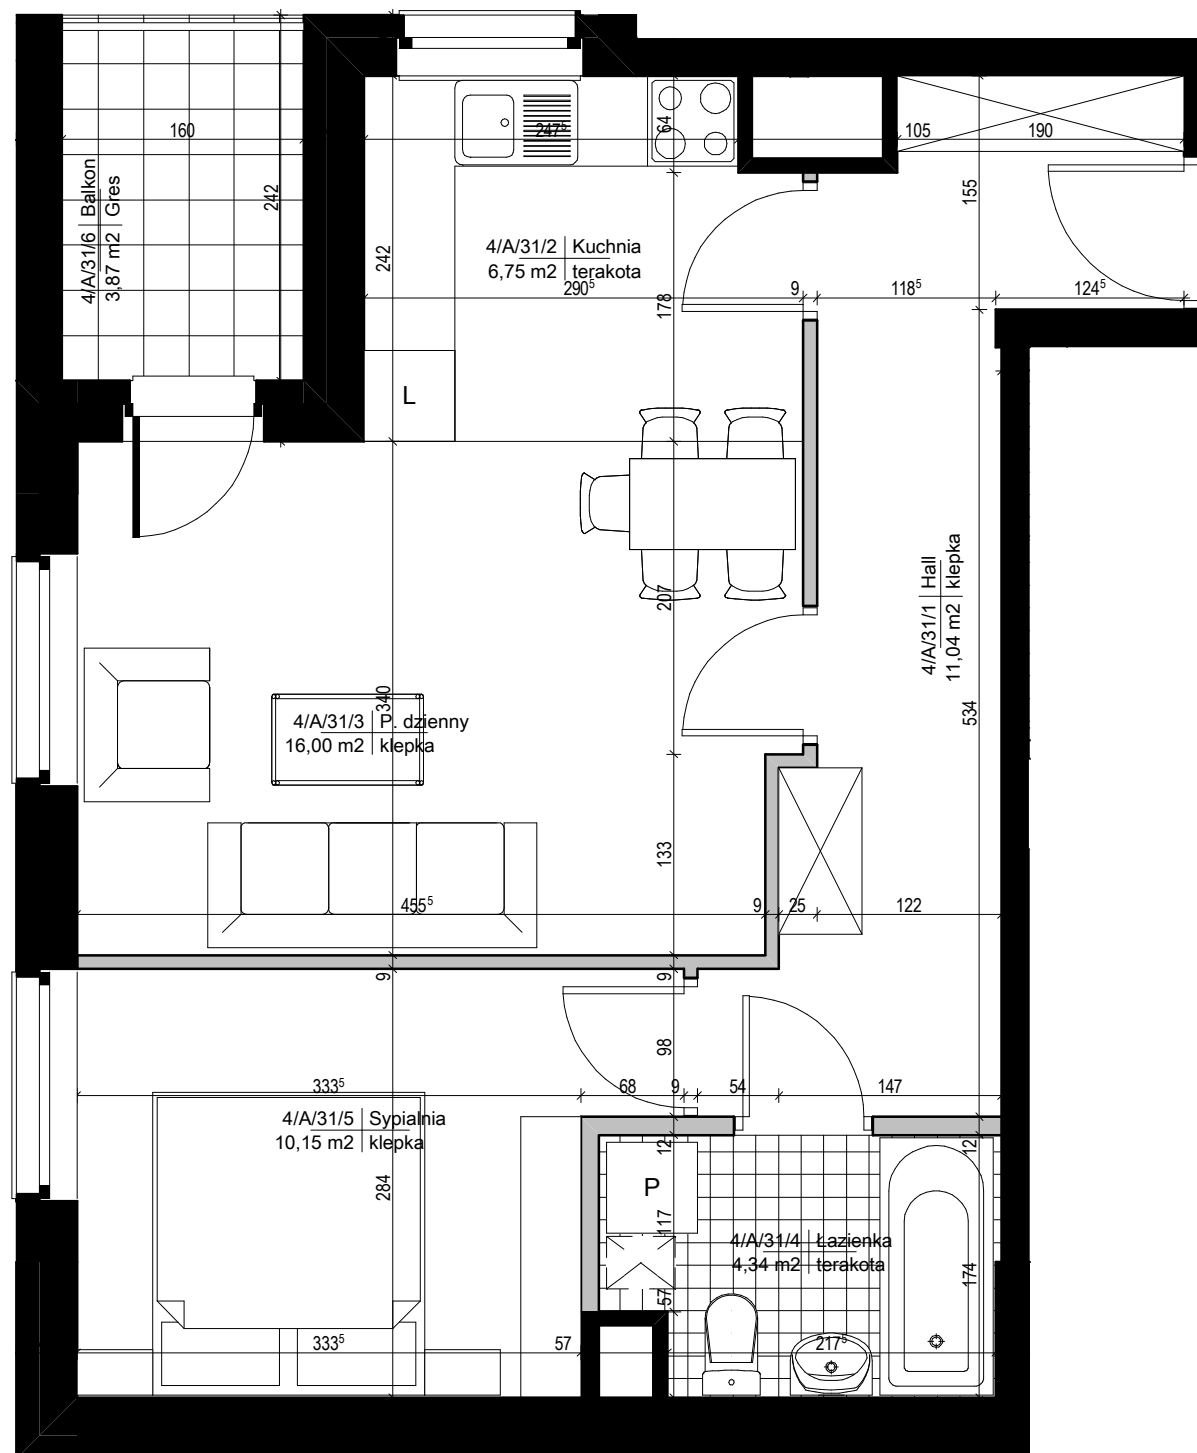 160
247⁵
64
105
190
4/A/31/6 | Balkon
3,87 m2 | Gres
242
242
155
4/A/31/2 | Kuchnia
6,75 m2 | terakota
290⁵
9
118⁵
124⁵
178
L
207
4/A/31/1 | Hall
11,04 m2 | klepka
340
4/A/31/3 | P. dzienny
16,00 m2 | klepka
534
133
455⁵
9
25
122
9
9
98
333⁵
68
9
54
147
4/A/31/5 | Sypialnia
10,15 m2 | klepka
12
12
284
P
117
4/A/31/4 | Łazienka
4,34 m2 | terakota
174
57
333⁵
57
217⁵